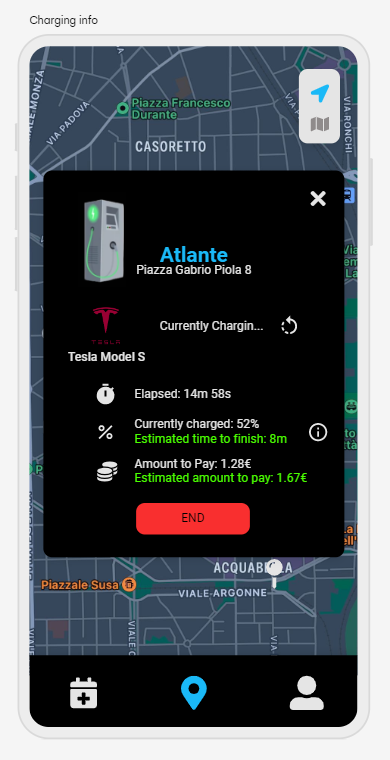 Charging info
VIALE·MONZA
VIA·PADOVA
Piazza Francesco
Durante
VIA·RONCHI
CASORETTO
Atlante
Piazza Gabrio Piola 8
TESLA
Currently Chargin...
Tesla Model S
Elapsed: 14m 58s
Currently charged: 52%
Estimated time to finish: 8m
Amount to Pay: 1.28€
Estimated amount to pay: 1.67€
END
Piazzale Susa
VIALE·ARGONNE